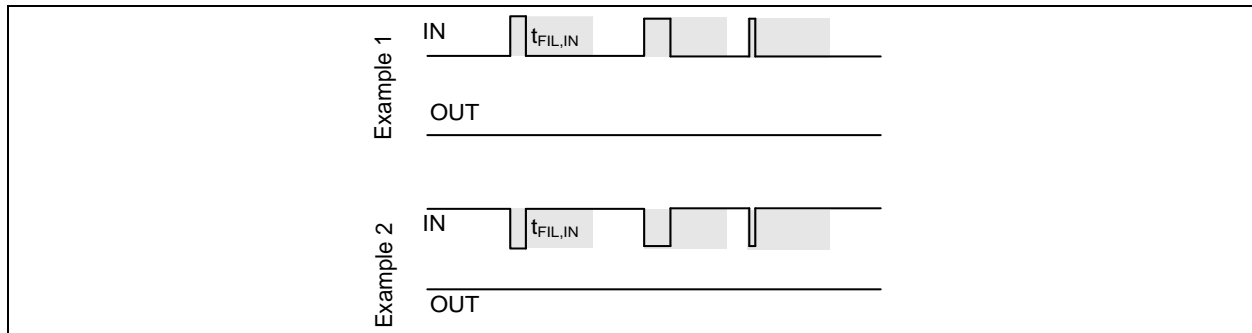 Example 1
IN
tFIL,IN
OUT
Example 2
IN
tFIL,IN
OUT